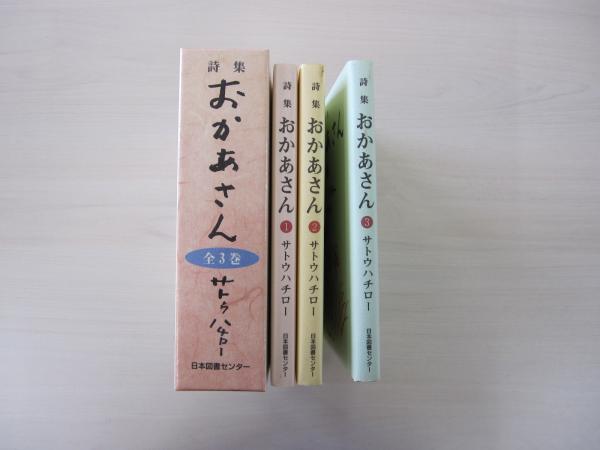 詩集
おかあさん
全3巻
サトウハチロー
日本図書センター
詩集
おかあさん
1
サトウハチロー
日本図書センター
詩集
おかあさん
2
サトウハチロー
日本図書センター
詩集
おかあさん
3
サトウハチロー
日本図書センター